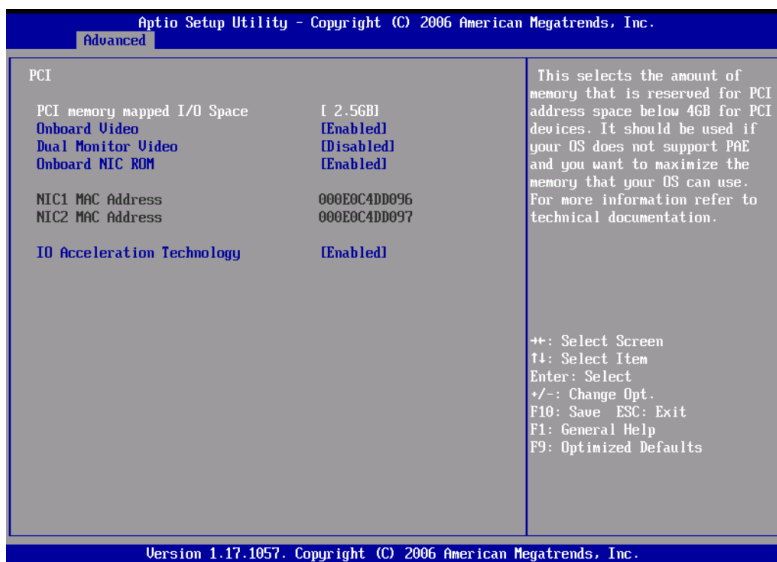 Aptio Setup Utility - Copyright (C) 2006 American Megatrends, Inc.
Advanced
PCI
PCI memory mapped I/O Space [ 2.5GB]
Onboard Video [Enabled]
Dual Monitor Video [Disabled]
Onboard NIC ROM [Enabled]
NIC1 MAC Address 000E0C4DD096
NIC2 MAC Address 000E0C4DD097
IO Acceleration Technology [Enabled]
This selects the amount of
memory that is reserved for PCI
address space below 4GB for PCI
devices. It should be used if
your OS does not support PAE
and you want to maximize the
memory that your OS can use.
For more information refer to
technical documentation.
→←: Select Screen
↑↓: Select Item
Enter: Select
+/-: Change Opt.
F10: Save ESC: Exit
F1: General Help
F9: Optimized Defaults
Version 1.17.1057. Copyright (C) 2006 American Megatrends, Inc.